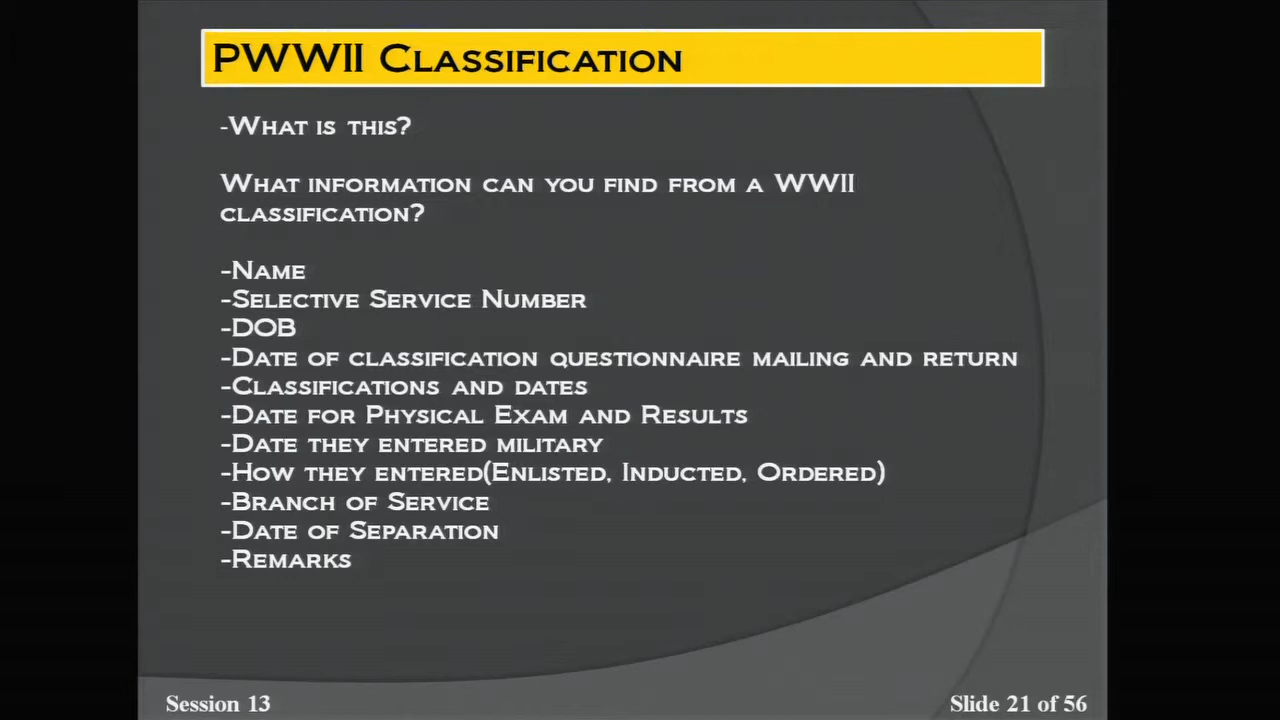 PWWII Classification
-What is this?
What information can you find from a WWII
classification?
-Name
-Selective Service Number
-DOB
-Date of classification questionnaire mailing and return
-Classifications and dates
-Date for Physical Exam and Results
-Date they entered military
-How they entered(Enlisted, Inducted, Ordered)
-Branch of Service
-Date of Separation
-Remarks
Session 13
Slide 21 of 56